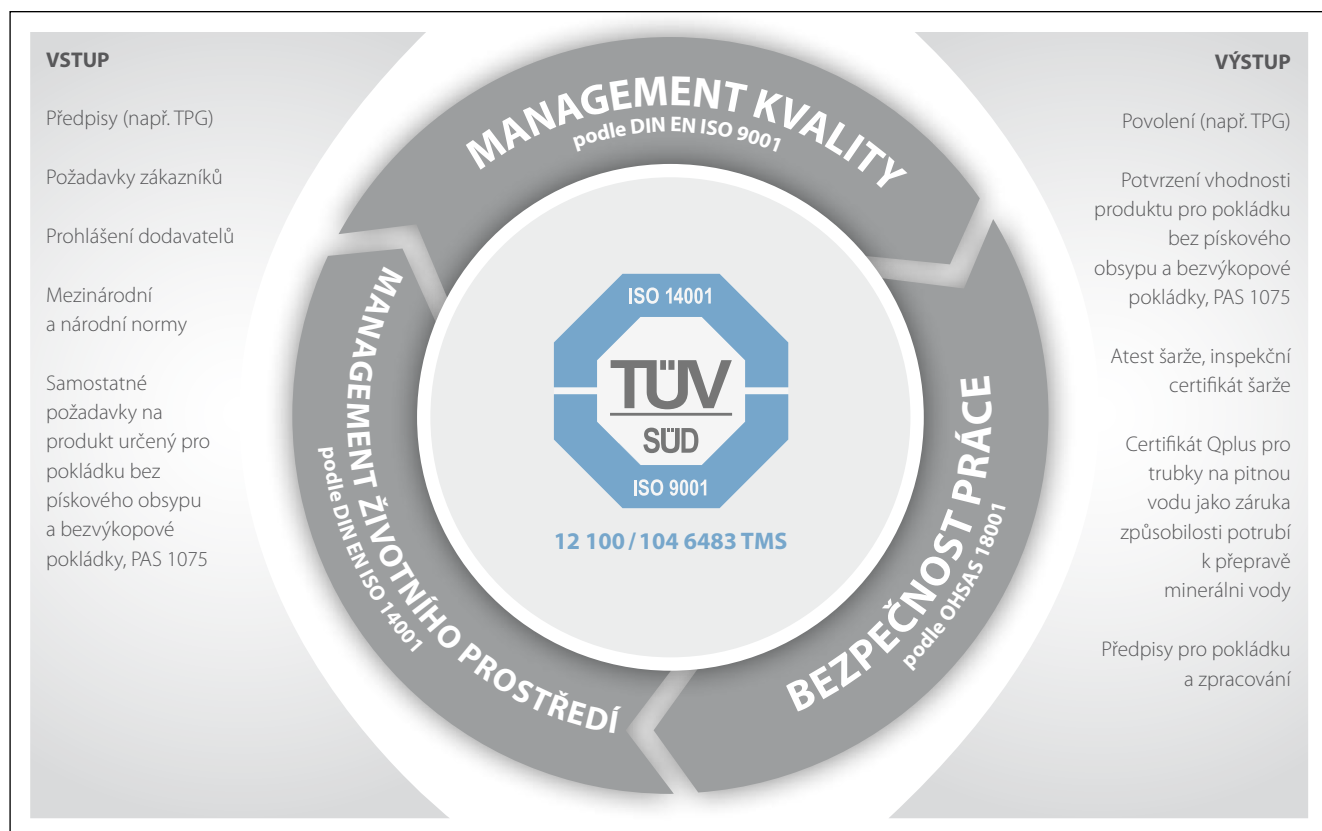 VSTUP
Předpisy (např. TPG)
Požadavky zákazníků
Prohlášení dodavatelů
Mezinárodní
a národní normy
Samostatné
požadavky na
produkt určený pro
pokládku bez
pískového obsypu
a bezvýkopové
pokládky, PAS 1075
MANAGEMENT KVALITY
podle DIN EN ISO 9001
MANAGEMENT ŽIVOTNÍHO PROSTŘEDÍ
podle DIN EN ISO 14001
BEZPEČNOST PRÁCE
podle OHSAS 18001
ISO 14001
TÜV
SÜD
ISO 9001
12 100 / 104 6483 TMS
VÝSTUP
Povolení (např. TPG)
Potvrzení vhodnosti
produktu pro pokládku
bez pískového
obsypu a bezvýkopové
pokládky, PAS 1075
Atest šarže, inspekční
certifikát šarže
Certifikát Qplus pro
trubky na pitnou
vodu jako záruka
způsobilosti potrubí
k přepravě
minerálni vody
Předpisy pro pokládku
a zpracování